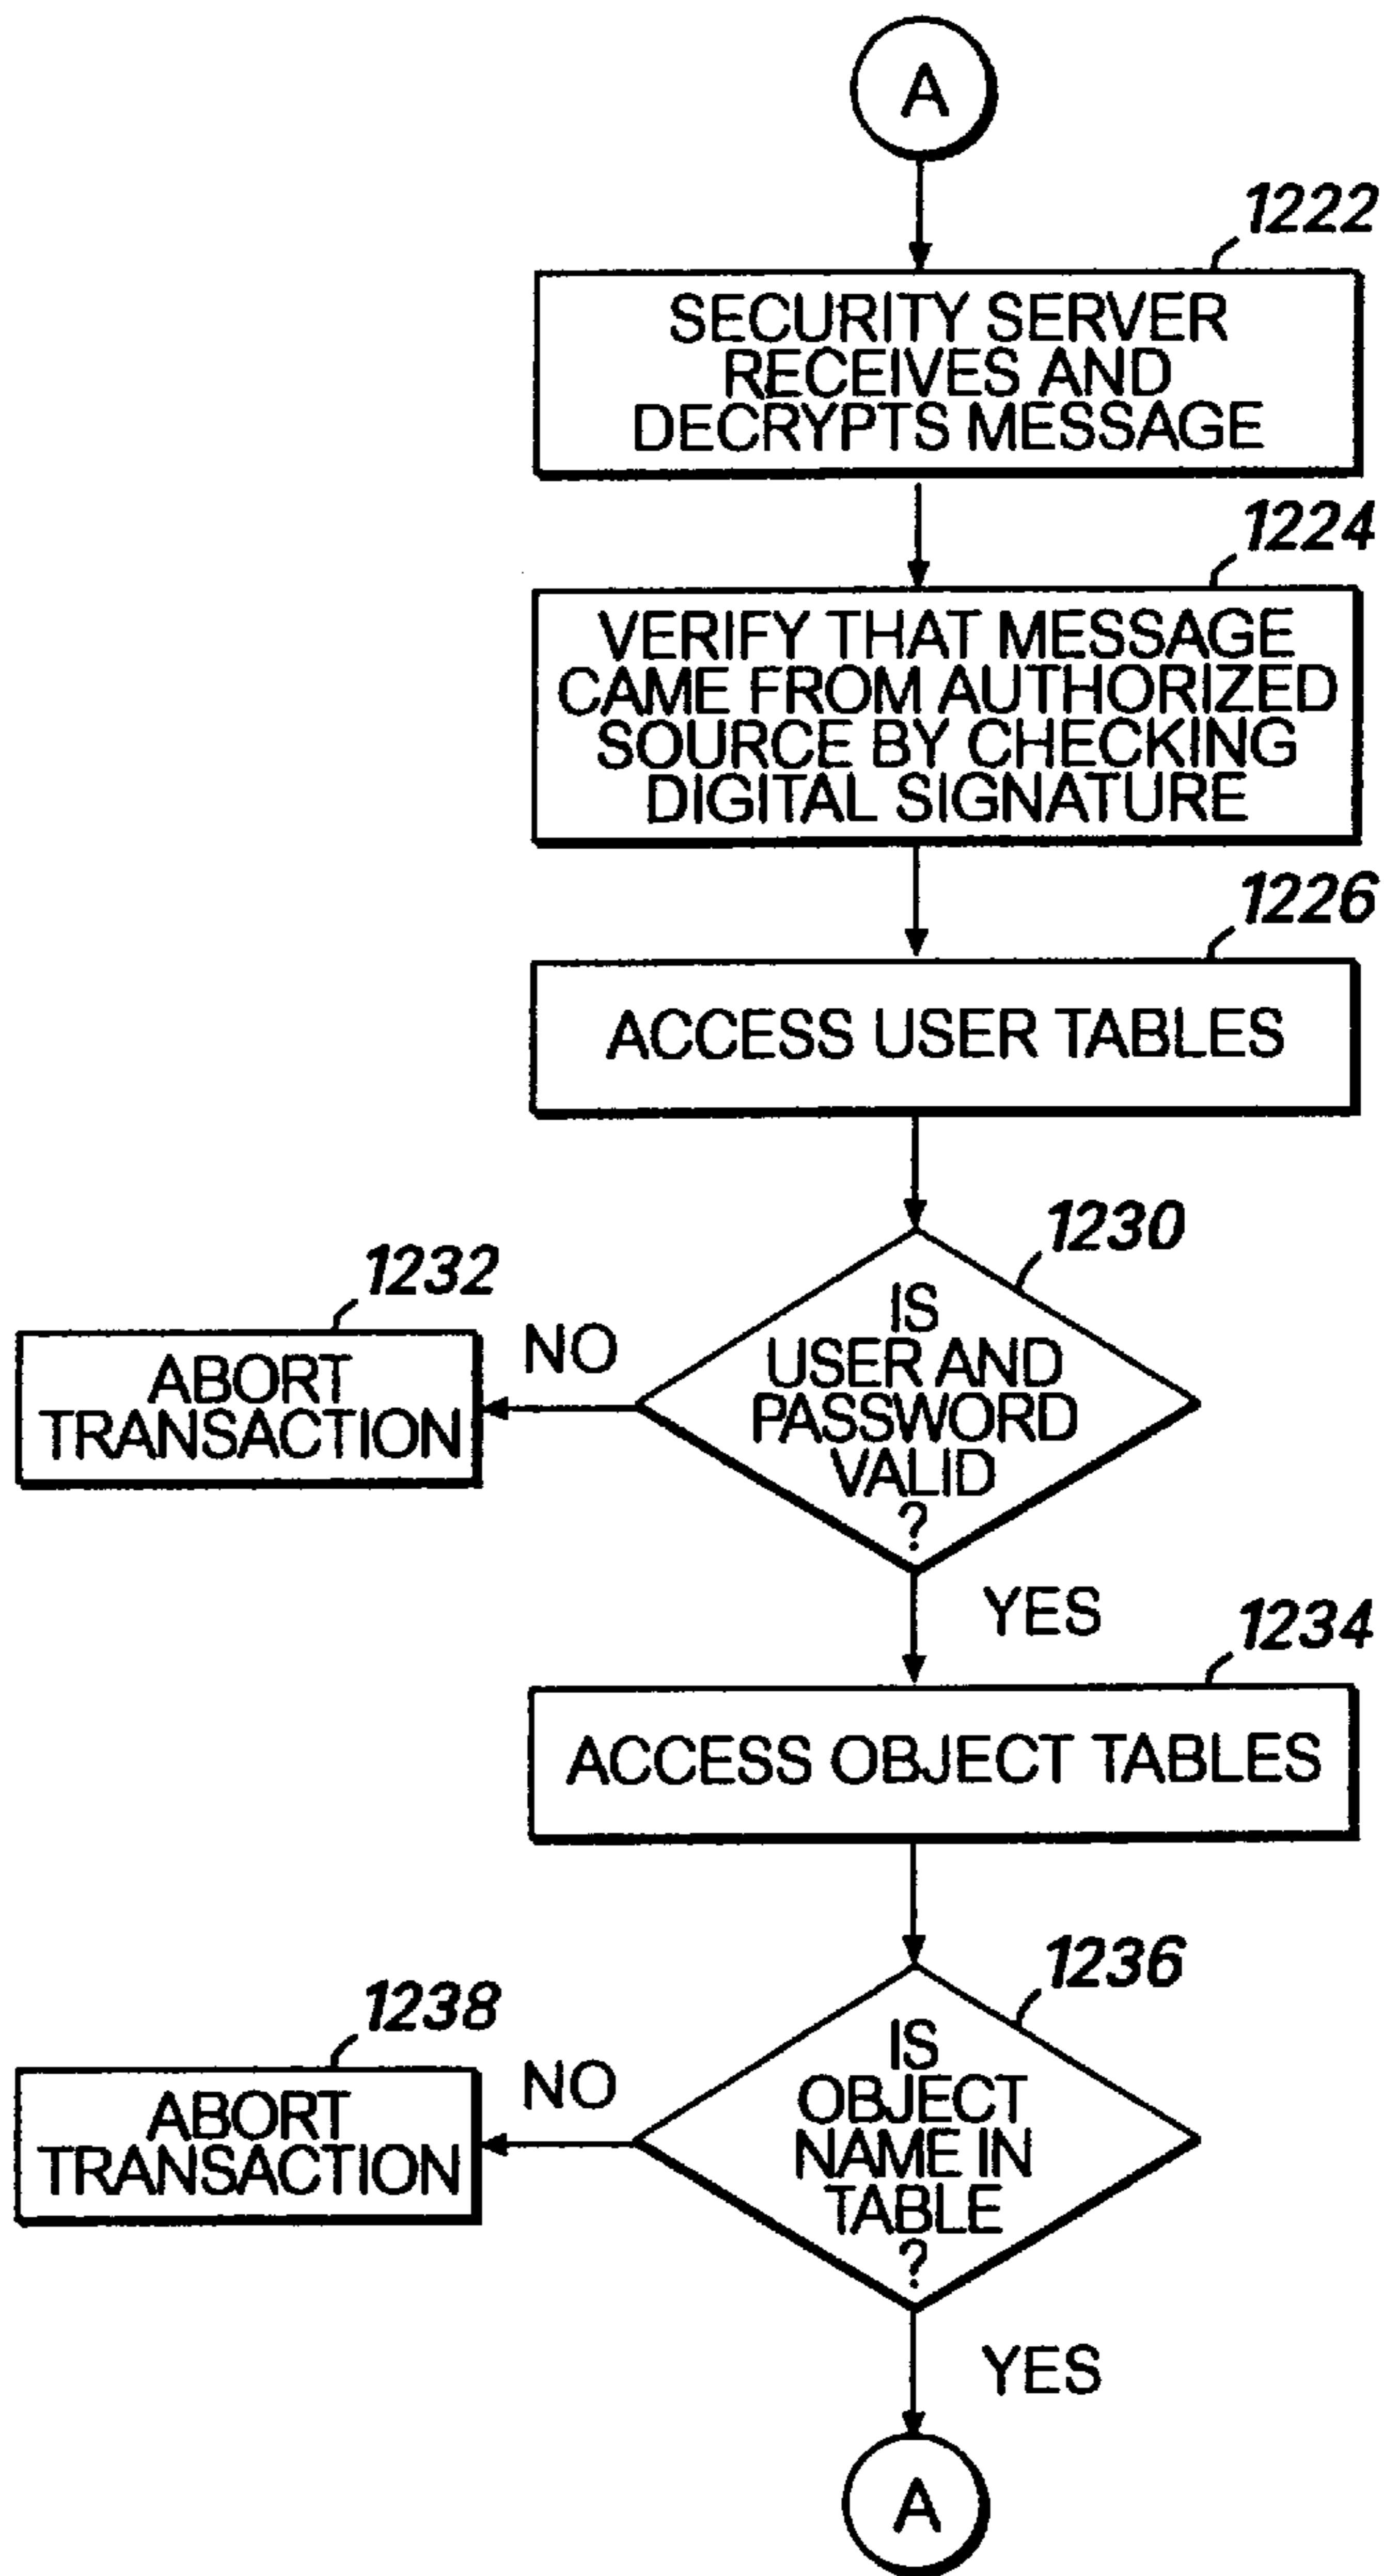 A
1222
SECURITY SERVER
RECEIVES AND
DECRYPTS MESSAGE
1224
VERIFY THAT MESSAGE
CAME FROM AUTHORIZED
SOURCE BY CHECKING
DIGITAL SIGNATURE
1226
ACCESS USER TABLES
1230
IS
USER AND
PASSWORD
VALID
?
NO
1232
ABORT
TRANSACTION
YES
1234
ACCESS OBJECT TABLES
1236
IS
OBJECT
NAME IN
TABLE
?
NO
1238
ABORT
TRANSACTION
YES
A